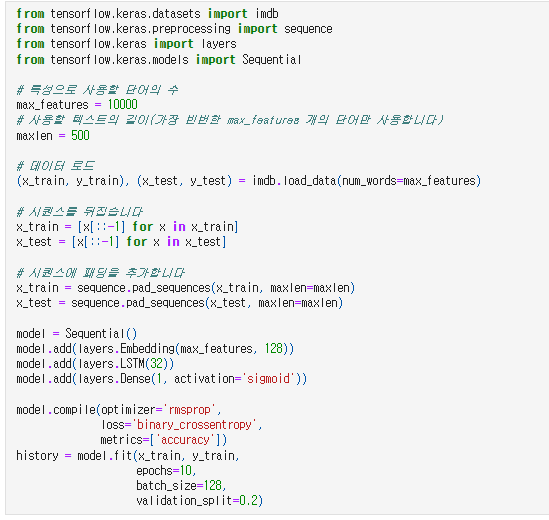 from tensorflow.keras.datasets import imdb
from tensorflow.keras.preprocessing import sequence
from tensorflow.keras import layers
from tensorflow.keras.models import Sequential
# 특성으로 사용할 단어의 수
max_features = 10000
# 사용할 텍스트의 길이(가장 빈번한 max_features 개의 단어만 사용합니다)
maxlen = 500
# 데이터 로드
(x_train, y_train), (x_test, y_test) = imdb.load_data(num_words=max_features)
# 시퀀스를 뒤집습니다
x_train = [x[::-1] for x in x_train]
x_test = [x[::-1] for x in x_test]
# 시퀀스에 패딩을 추가합니다
x_train = sequence.pad_sequences(x_train, maxlen=maxlen)
x_test = sequence.pad_sequences(x_test, maxlen=maxlen)
model = Sequential()
model.add(layers.Embedding(max_features, 128))
model.add(layers.LSTM(32))
model.add(layers.Dense(1, activation='sigmoid'))
model.compile(optimizer='rmsprop',
loss='binary_crossentropy',
metrics=['accuracy'])
history = model.fit(x_train, y_train,
epochs=10,
batch_size=128,
validation_split=0.2)